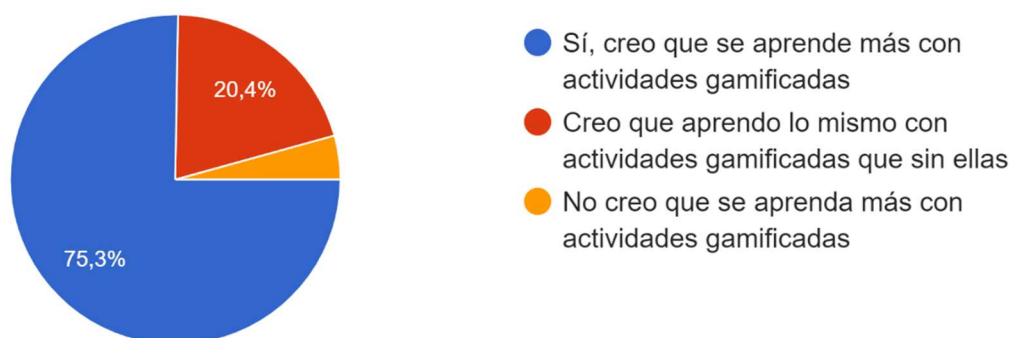 20,4%
75,3%
Sí, creo que se aprende más con
actividades gamificadas
Creo que aprendo lo mismo con
actividades gamificadas que sin ellas
No creo que se aprenda más con
actividades gamificadas